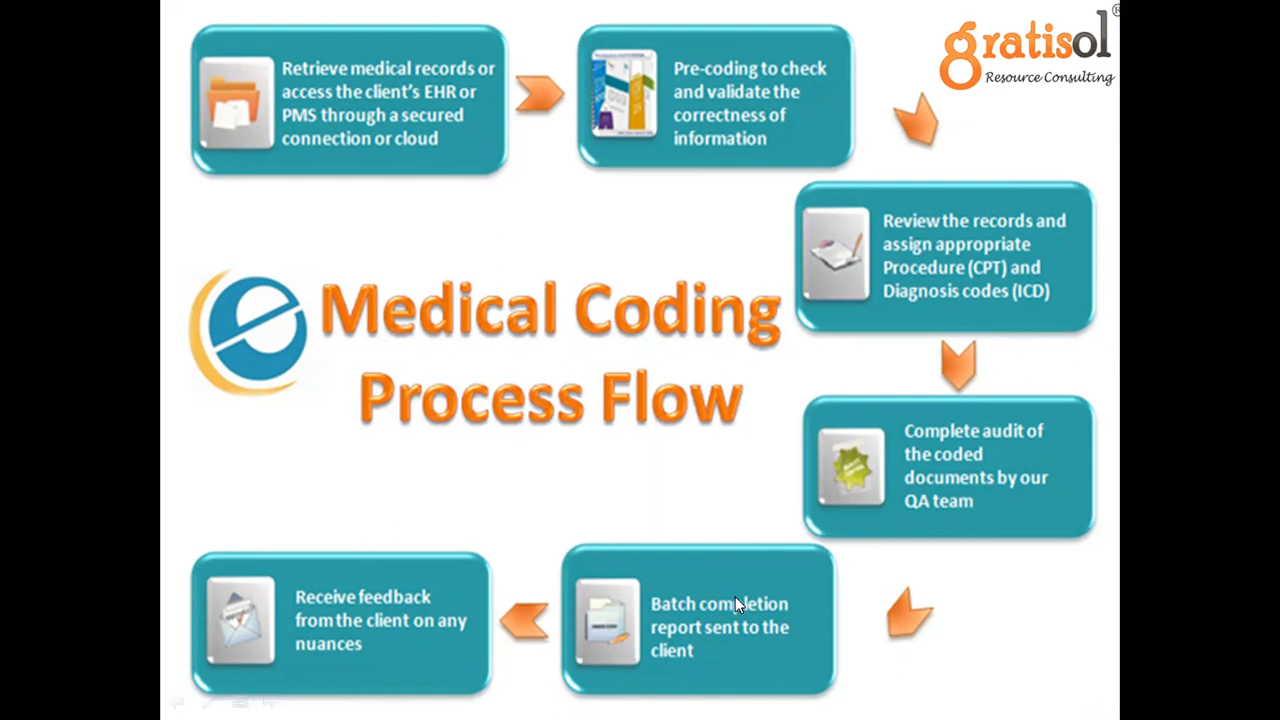 gratisol®
Resource Consulting
Retrieve medical records or
access the client's EHR or
PMS through a secured
connection or cloud
Pre-coding to check
and validate the
correctness of
information
Review the records and
assign appropriate
Procedure (CPT) and
Diagnosis codes (ICD)
Medical Coding
Process Flow
Complete audit of
the coded
documents by our
QA team
Batch completion
report sent to the
client
Receive feedback
from the client on any
nuances